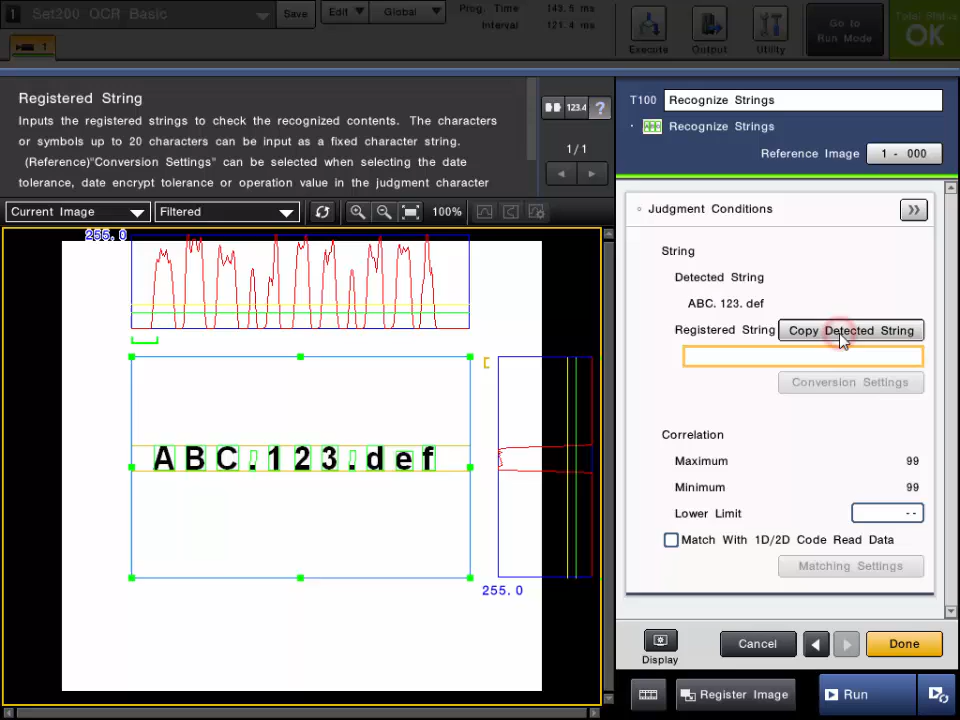 1 Set200 OCR Basic Save Edit Global Prog. Time 143.5 ms
Interval 121.4 ms
Execute Output Utility Go to Run Mode Total Status OK
1
Registered String
Inputs the registered strings to check the recognized contents. The characters
or symbols up to 20 characters can be input as a fixed character string.
(Reference)"Conversion Settings" can be selected when selecting the date
tolerance, date encrypt tolerance or operation value in the judgment character
123.4 ?
1/1
T100 Recognize Strings
Recognize Strings
Reference Image 1 - 000
Current Image Filtered 100%
255.0
ABC.123.def
255.0
Judgment Conditions
String
Detected String
ABC. 123. def
Registered String Copy Detected String
Conversion Settings
Correlation
Maximum 99
Minimum 99
Lower Limit --
Match With 1D/2D Code Read Data
Matching Settings
Display Cancel Done
Register Image Run